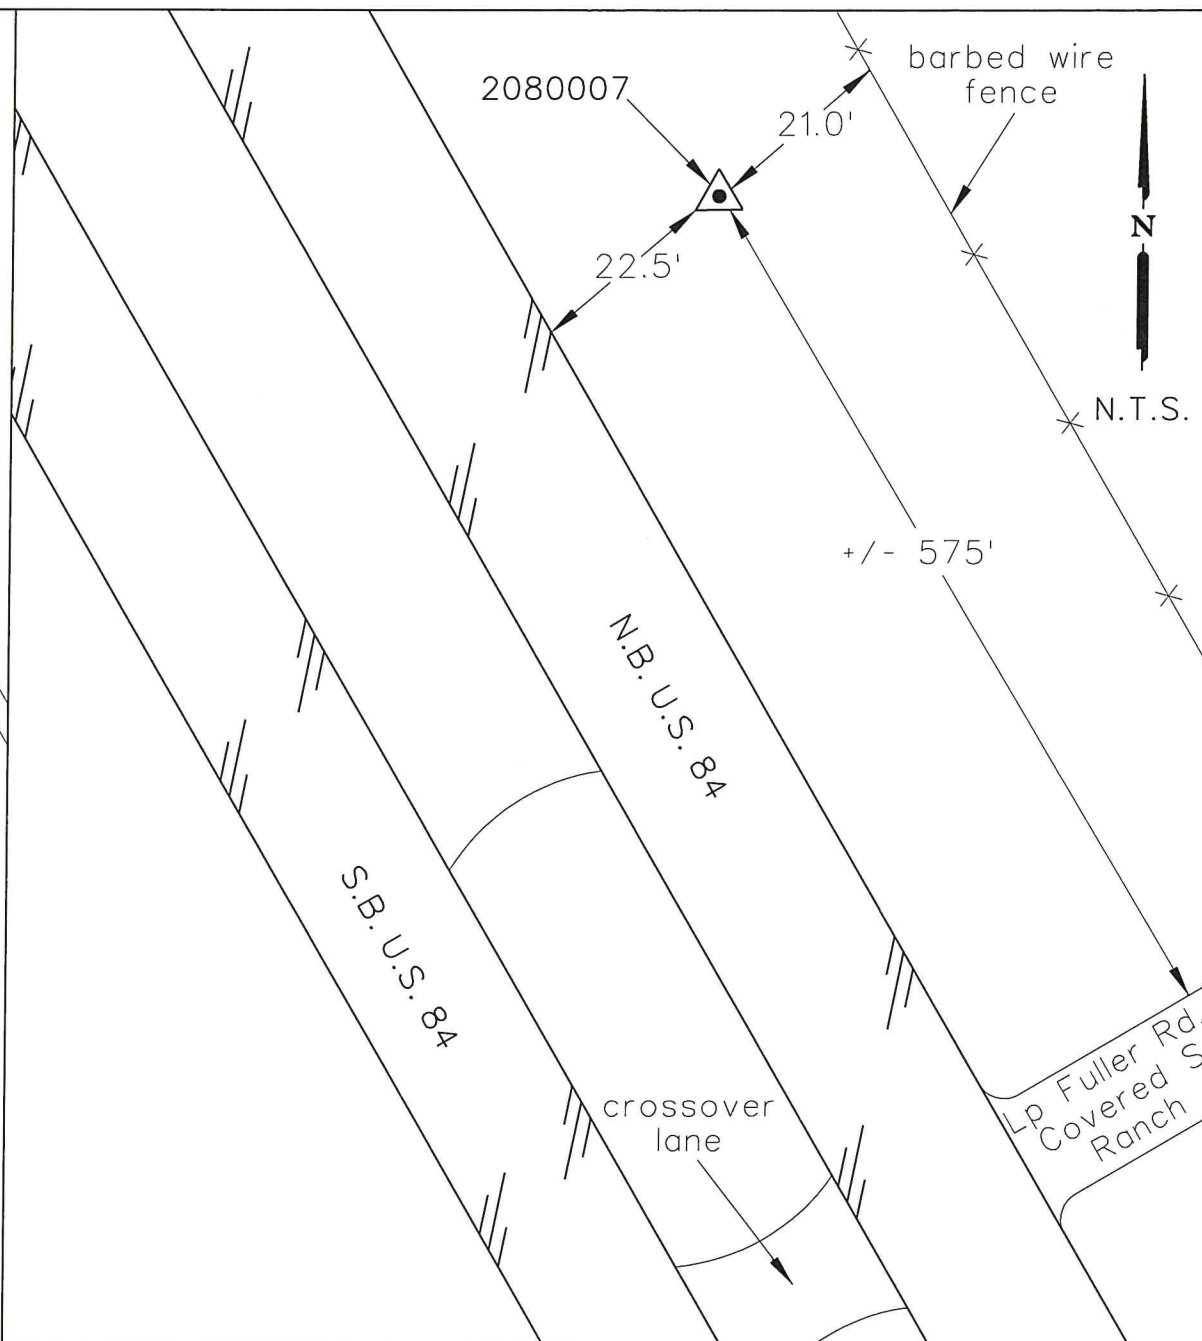 2080007
barbed wire
fence
21.0'
22.5'
N
N.T.S.
+/- 575'
N.B. U.S. 84
S.B. U.S. 84
crossover
lane
Lp Fuller Rd.
Covered S
Ranch